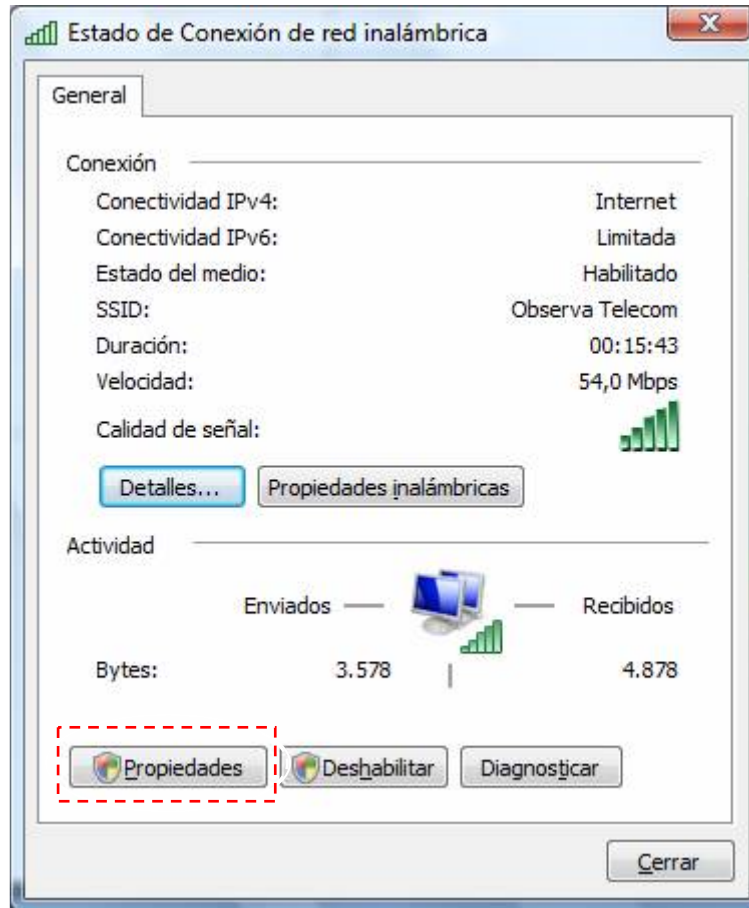 Estado de Conexión de red inalámbrica
General
Conexión
Conectividad IPv4: Internet
Conectividad IPv6: Limitada
Estado del medio: Habilitado
SSID: Observa Telecom
Duración: 00:15:43
Velocidad: 54,0 Mbps
Calidad de señal:
Detalles... Propiedades inalámbricas
Actividad
Enviados Recibidos
Bytes: 3.578 4.878
Propiedades Deshabilitar Diagnosticar
Cerrar